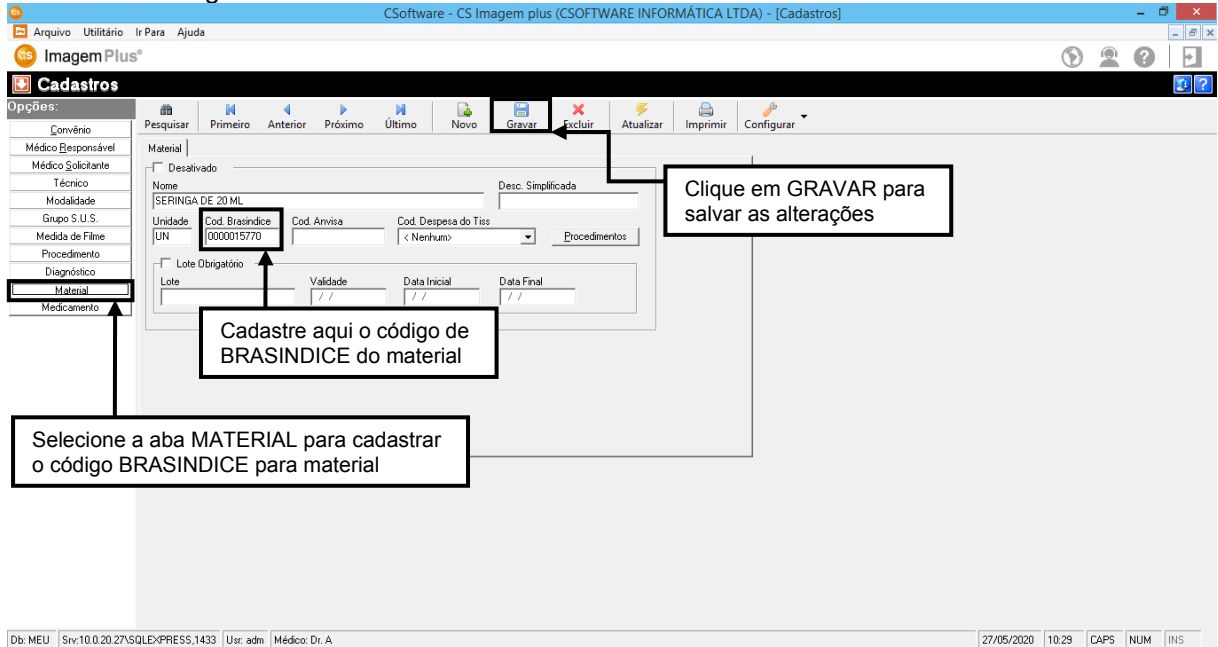 CSoftware - CS Imagem plus (CSOFTWARE INFORMÁTICA LTDA) - [Cadastros]
Arquivo Utilitário Ir Para Ajuda
CS Imagem Plus®
Cadastros
Opções:
Convênio
Médico Responsável
Médico Solicitante
Técnico
Modalidade
Grupo S.U.S.
Medida de Filme
Procedimento
Diagnóstico
Material
Medicamento
Pesquisar Primeiro Anterior Próximo Último Novo Gravar Excluir Atualizar Imprimir Configurar
Material
Desativado
Nome Desc. Simplificada
SERINGA DE 20 ML
Unidade Cod. Brasindice Cod. Anvisa Cod. Despesa do Tiss
UN 0000015770 < Nenhum> Procedimentos
Lote Obrigatório
Lote Validade Data Inicial Data Final
/ / / / / /
Clique em GRAVAR para
salvar as alterações
Cadastre aqui o código de
BRASINDICE do material
Selecione a aba MATERIAL para cadastrar
o código BRASINDICE para material
Db: MEU Srv:10.0.20.27\SQLEXPRESS,1433 Usr: adm Médico: Dr. A 27/05/2020 10:29 CAPS NUM INS